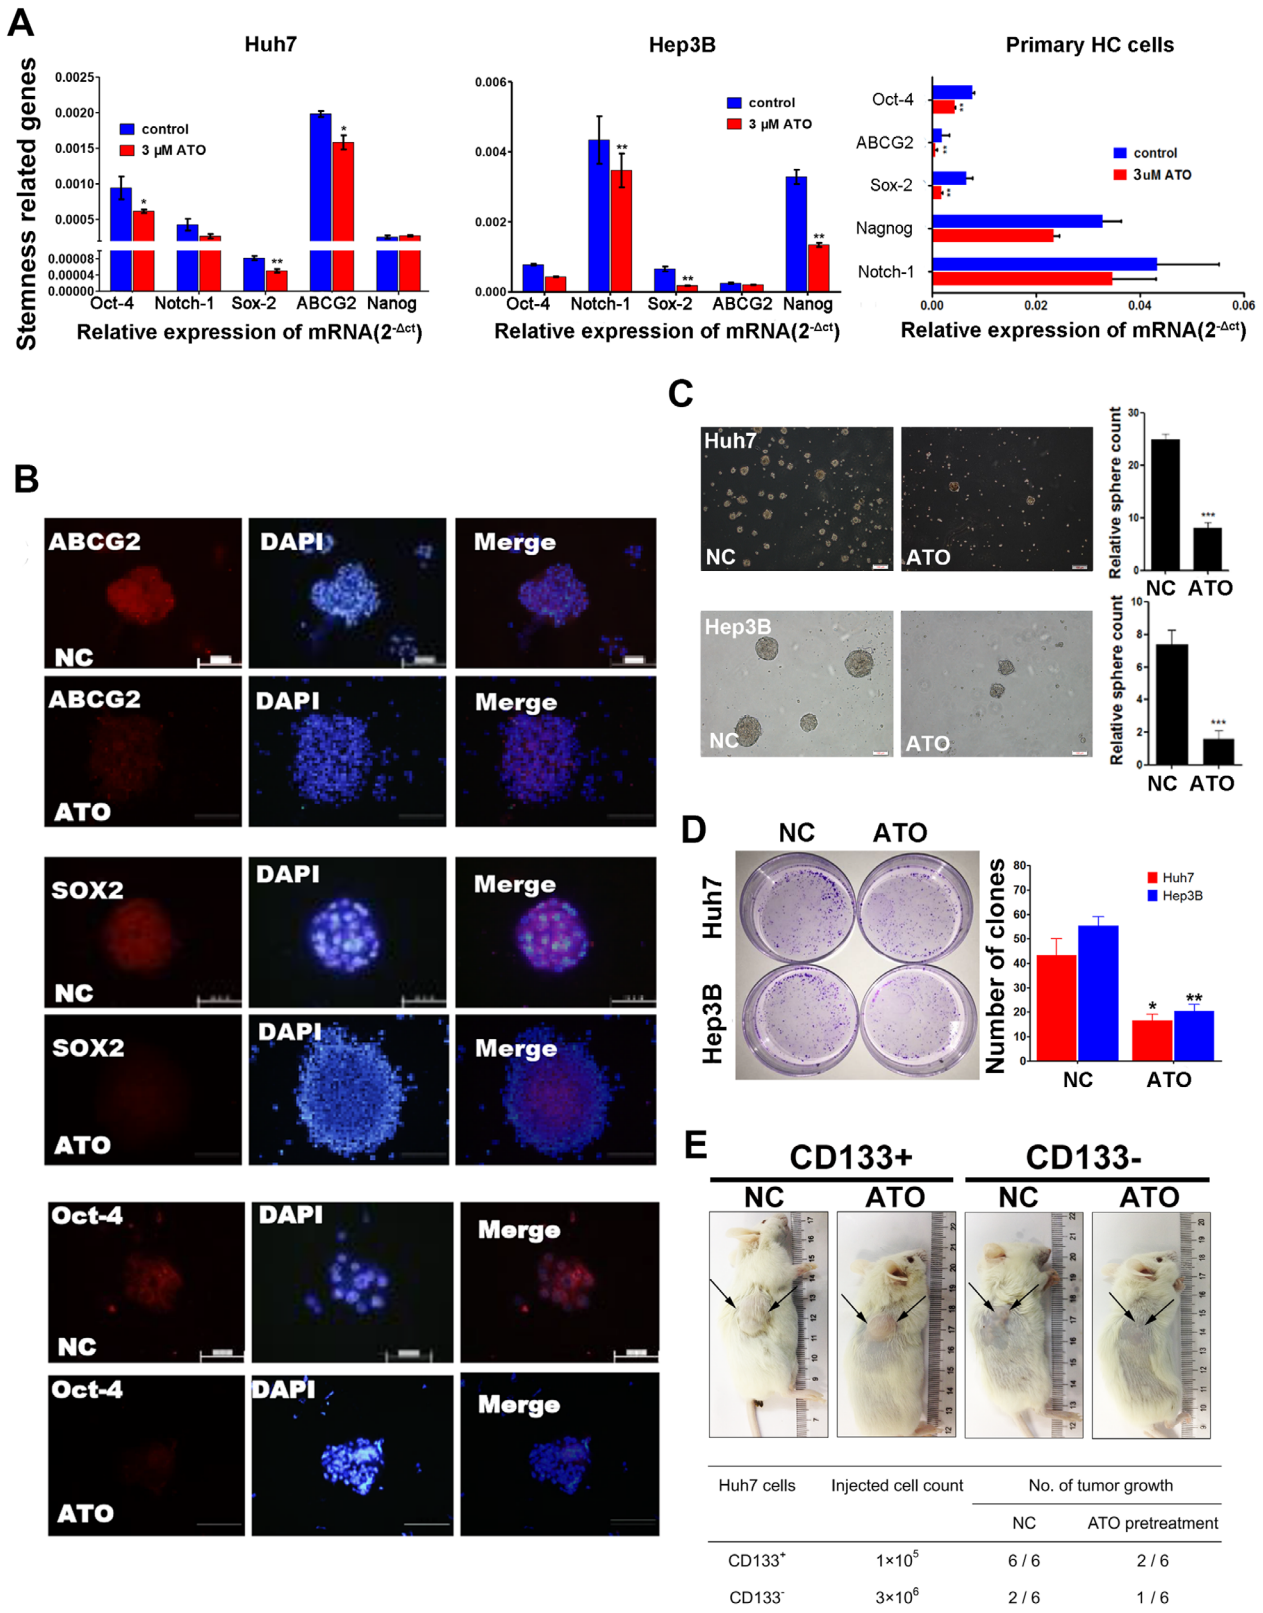 A
Huh7
Hep3B
Primary HC cells
Stemness related genes
0.0025
0.0020
0.0015
0.0010
0.0005
0.00008
0.00004
0.00000
control
3 µM ATO
*
*
**
Oct-4 Notch-1 Sox-2 ABCG2 Nanog
Relative expression of mRNA(2-Δct)
0.006
0.004
0.002
0.000
control
3 µM ATO
**
**
**
Oct-4 Notch-1 Sox-2 ABCG2 Nanog
Relative expression of mRNA(2-Δct)
Oct-4
ABCG2
Sox-2
Nagnog
Notch-1
**
**
**
control
3uM ATO
0.00 0.02 0.04 0.06
Relative expression of mRNA(2-Δct)
B
ABCG2 DAPI Merge
NC
ABCG2 DAPI Merge
ATO
SOX2 DAPI Merge
NC
SOX2 DAPI Merge
ATO
Oct-4 DAPI Merge
NC
Oct-4 DAPI Merge
ATO
C
Huh7
NC ATO
Relative sphere count
30
20
10
0
***
NC ATO
Hep3B
NC ATO
Relative sphere count
10
8
6
4
2
0
***
NC ATO
D
NC ATO
Huh7
Hep3B
Number of clones
80
70
60
50
40
30
20
10
0
Huh7
Hep3B
* **
NC ATO
E
CD133+ CD133-
NC ATO NC ATO
Huh7 cells Injected cell count No. of tumor growth
NC ATO pretreatment
CD133+ 1×105 6 / 6 2 / 6
CD133- 3×106 2 / 6 1 / 6